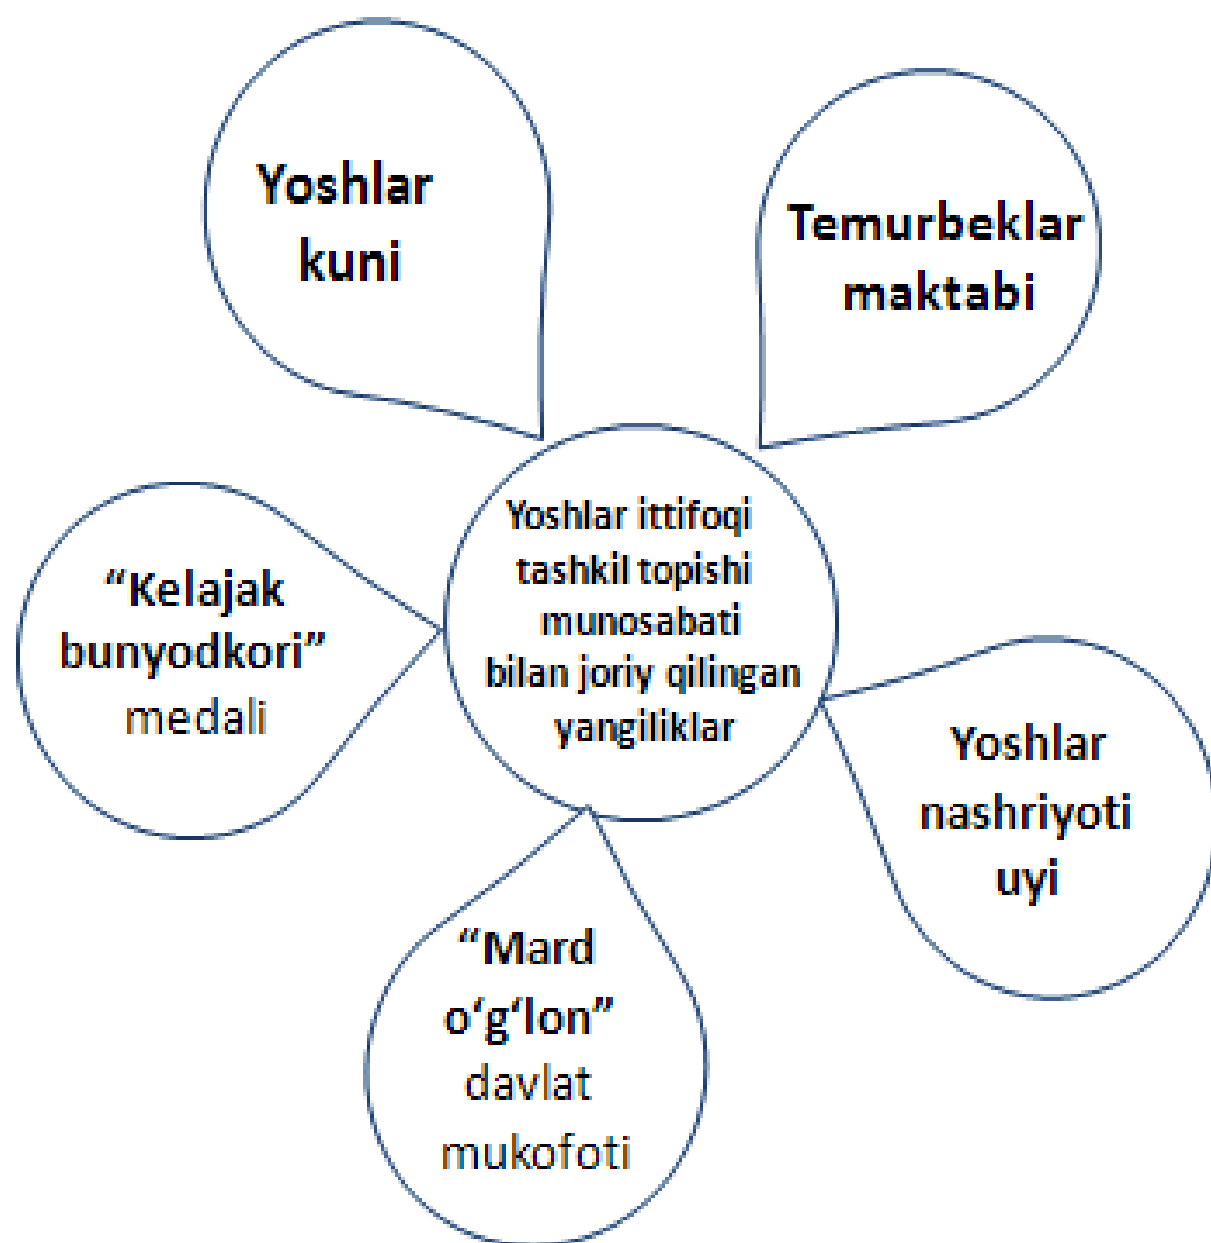 Yoshlar
kuni
Temurbeklar
maktabi
Yoshlar ittifoqi
tashkil topishi
munosabati
bilan joriy qilingan
yangiliklar
“Kelajak
bunyodkori”
medali
Yoshlar
nashriyoti
uyi
“Mard
o‘g‘lon”
davlat
mukofoti